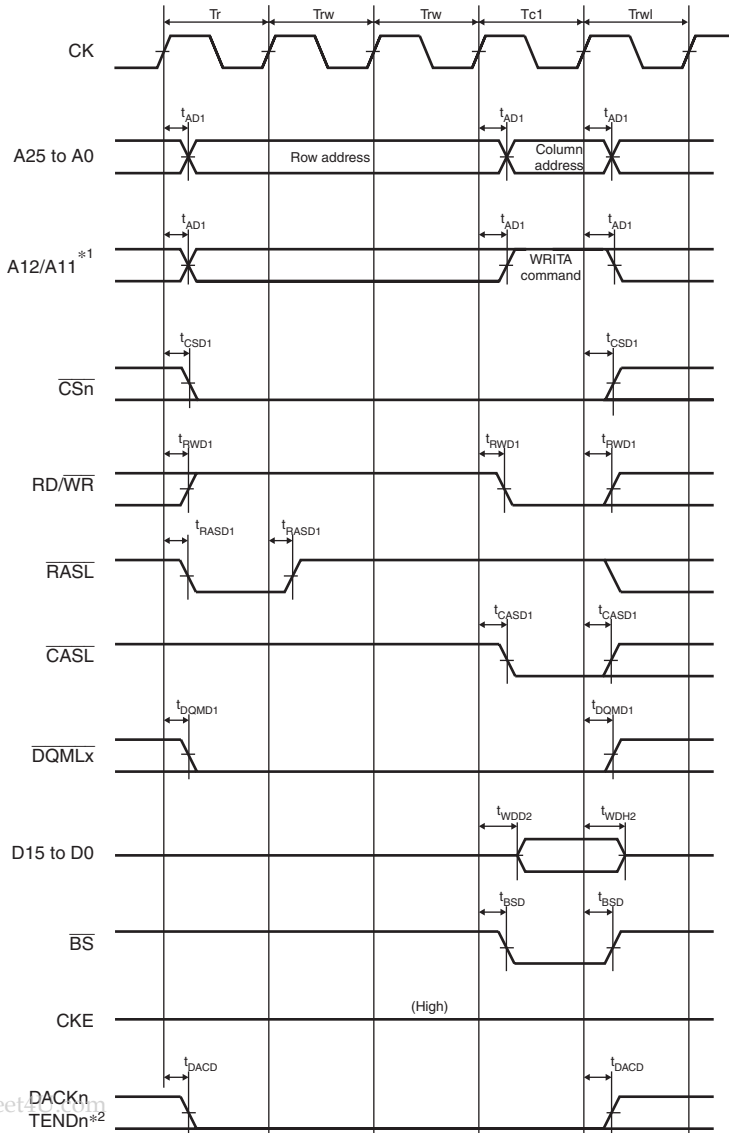 Tr Trw Trw Tc1 Trwl
CK
tAD1 tAD1 tAD1
A25 to A0 Row address Column address
tAD1 tAD1 tAD1
A12/A11*1 WRITA command
tCSD1 tCSD1
CSn
tRWD1 tRWD1 tRWD1
RD/WR
tRASD1 tRASD1
RASL
tCASD1 tCASD1
CASL
tDQMD1 tDQMD1
DQMLx
tWDD2 tWDH2
D15 to D0
tBSD tBSD
BS
(High)
CKE
tDACD tDACD
DACKn
eet4U.com
TENDn*2